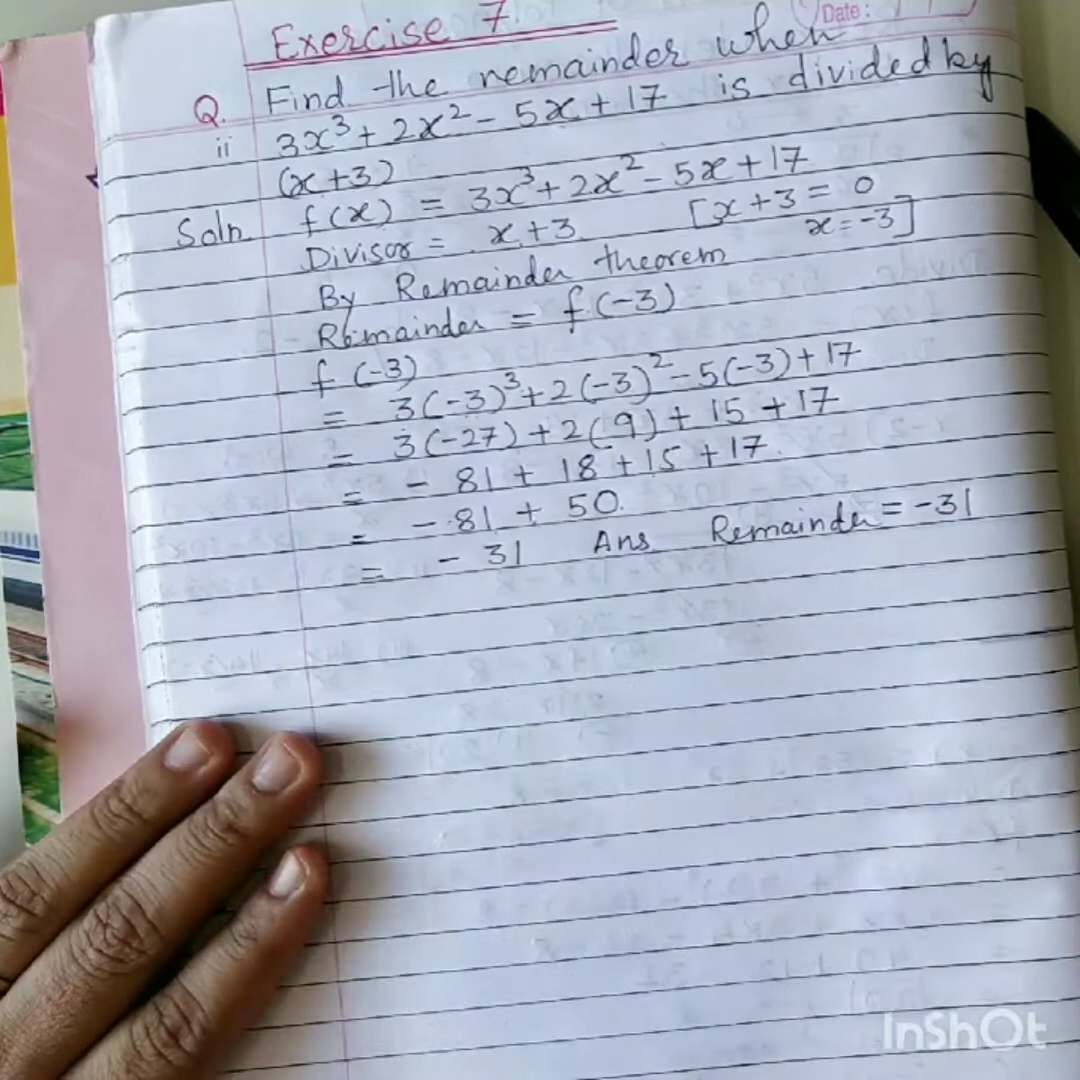 Date:
Exercise 7
Q. Find the remainder when
ii 3x³ + 2x² - 5x + 17 is divided by
(x + 3)
Soln. f(x) = 3x³ + 2x² - 5x + 17
Divisor = x + 3 [x + 3 = 0
x = -3]
By Remainder theorem
Remainder = f(-3)
f(-3)
= 3(-3)³ + 2(-3)² - 5(-3) + 17
= 3(-27) + 2(9) + 15 + 17
= - 81 + 18 + 15 + 17.
= - 81 + 50.
= - 31 Ans Remainder = -31
InShOt